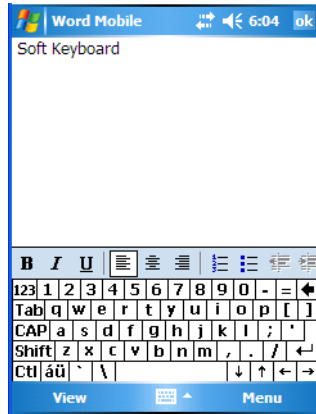 Word Mobile 6:04 ok
Soft Keyboard
B I U
123 1 2 3 4 5 6 7 8 9 0 - =
Tab q w e r t y u i o p [ ]
CAP a s d f g h j k l ; '
Shift z x c v b n m , . /
Ctl áü ` \ ↓ ↑ ← →
View Menu